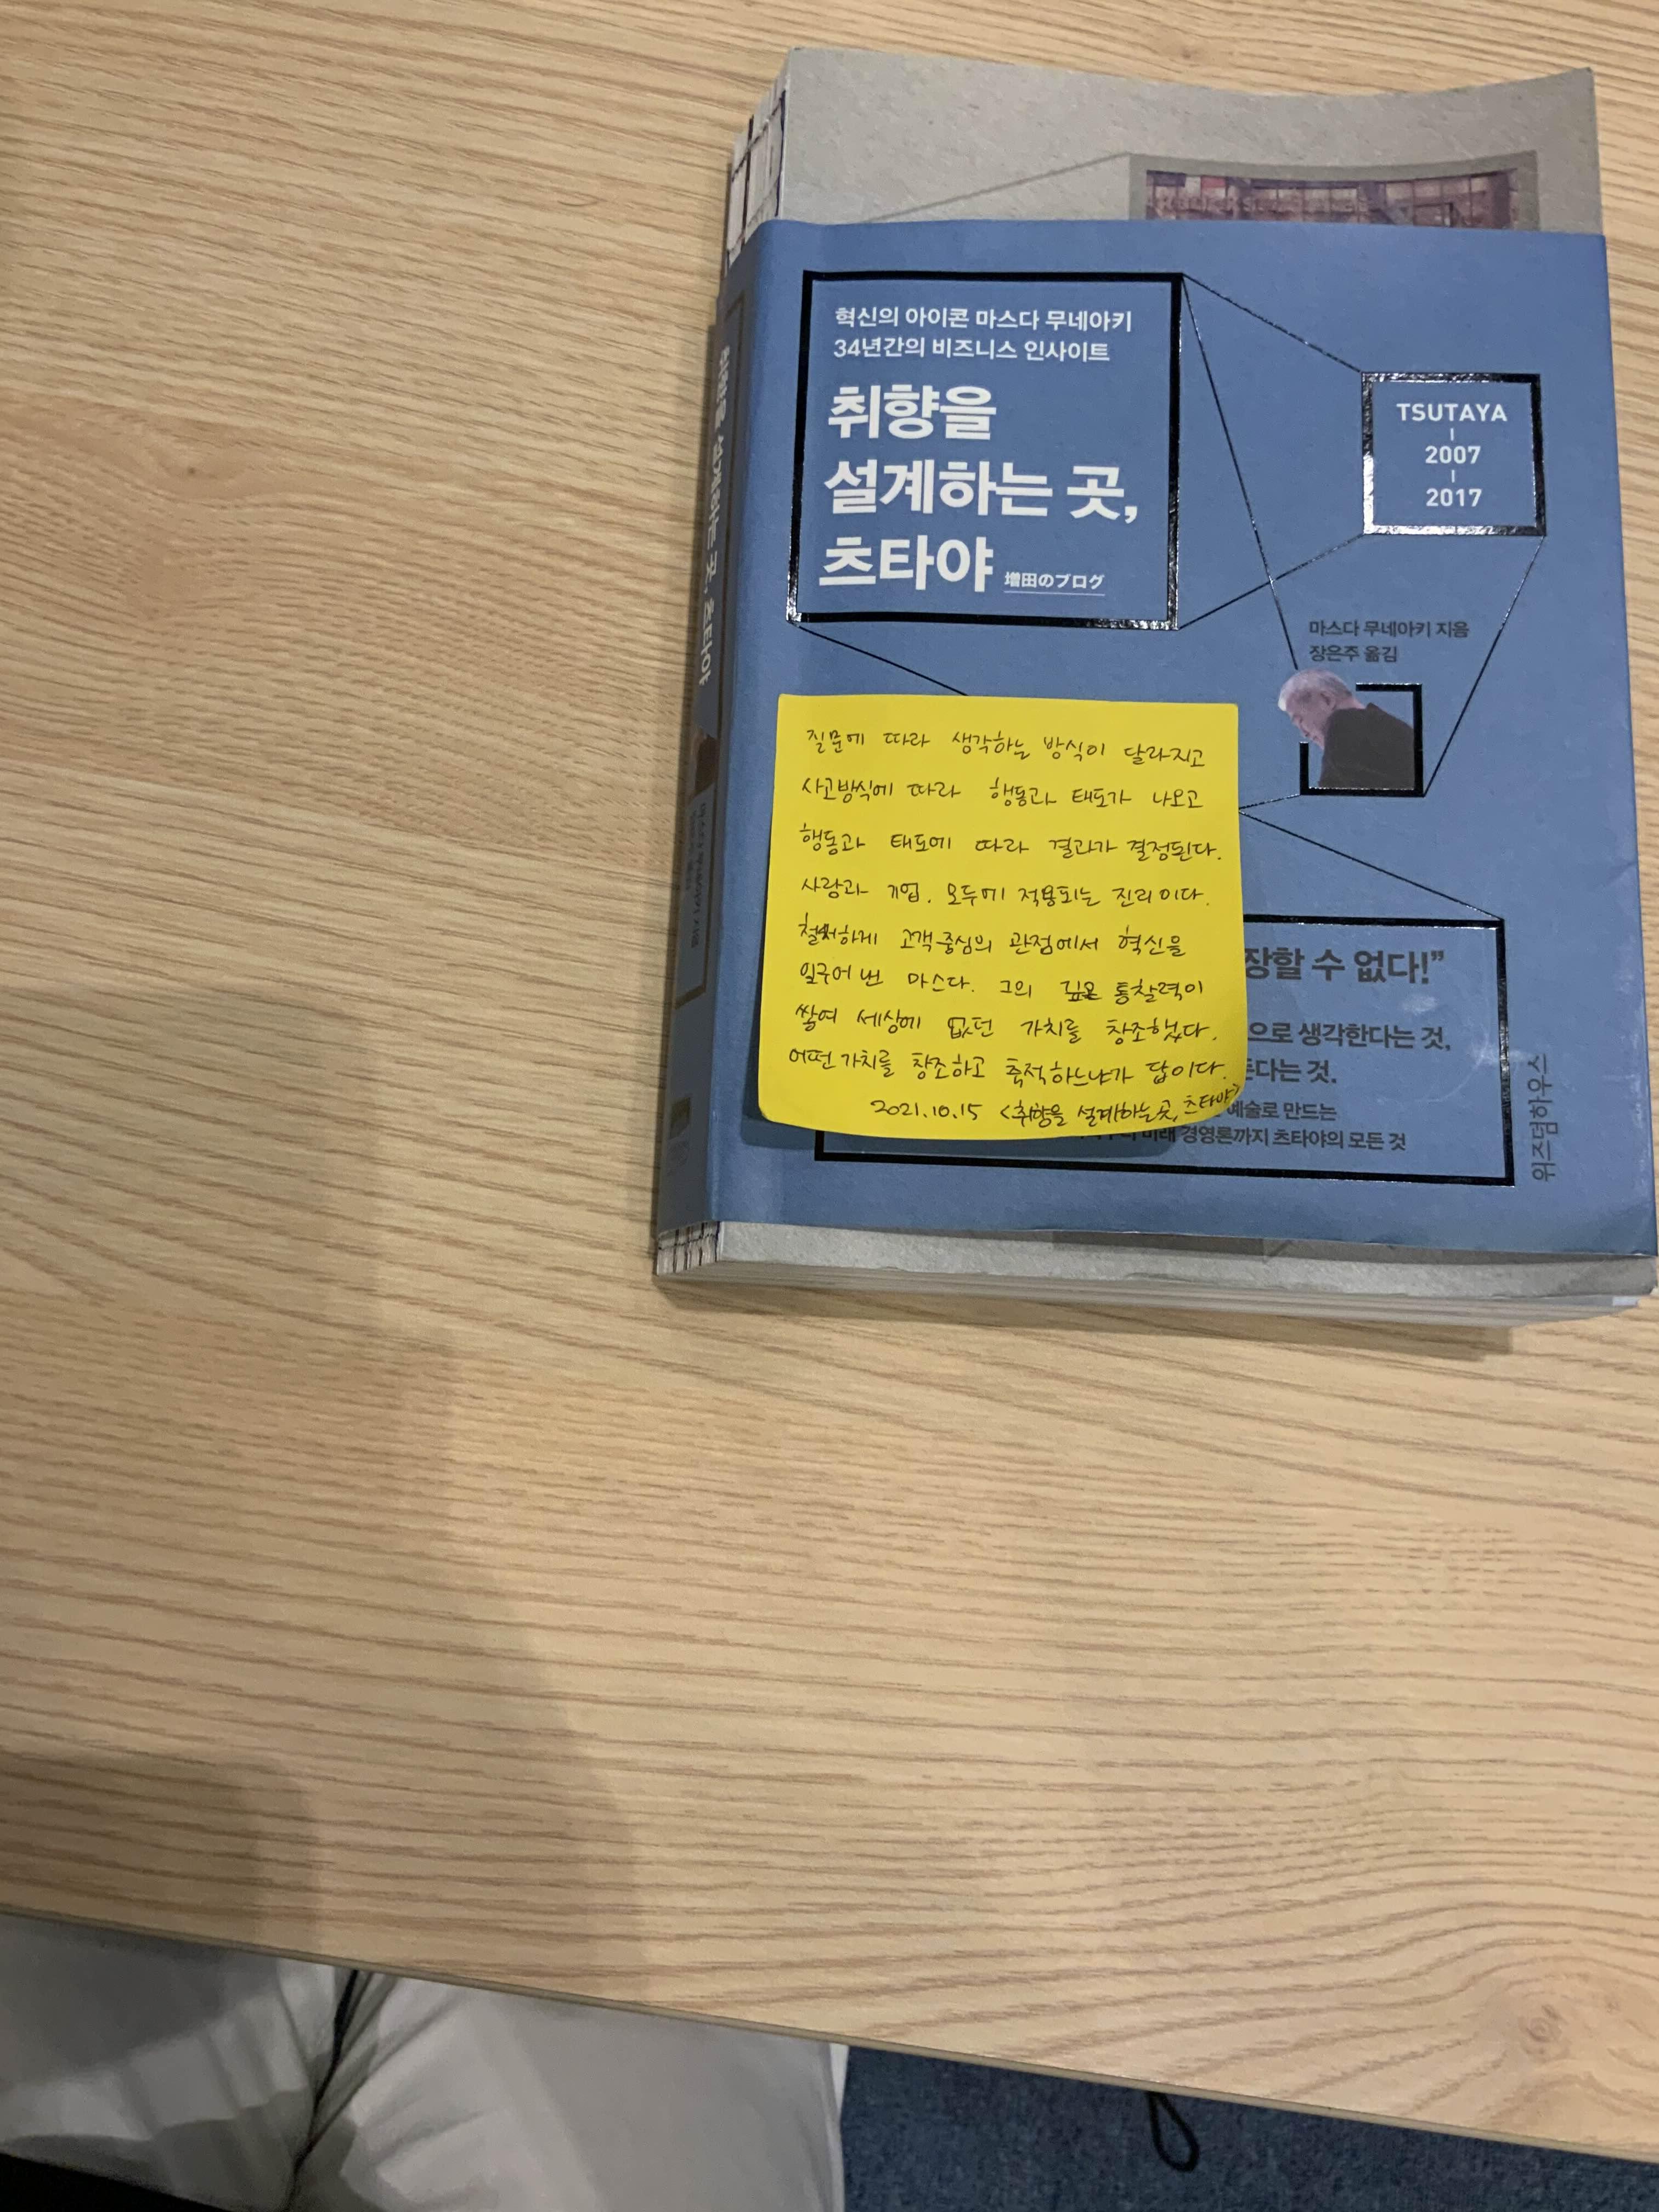 혁신의 아이콘 마스다 무네아키
34년간의 비즈니스 인사이트
취향을
설계하는 곳,
츠타야 増田のブログ
TSUTAYA
2007
2017
마스다 무네아키 지음
장은주 옮김
질문에 따라 생각하는 방식이 달라지고
사고방식에 따라 행동과 태도가 나오고
행동과 태도에 따라 결과가 결정된다.
사랑과 기업. 모두에 적용되는 진리이다.
철저하게 고객중심의 관점에서 혁신을
일구어 낸 마스다. 그의 깊은 통찰력이
쌓여 세상에 없던 가치를 창조했다.
어떤 가치를 창조하고 축적하느냐가 답이다.
2021.10.15 <취향을 설계하는 곳, 츠타야>
장할 수 없다!”
으로 생각한다는 것,
다는 것.
예술로 만드는
미래 경영론까지 츠타야의 모든 것
위즈덤하우스
취향을 설계하는 곳, 츠타야